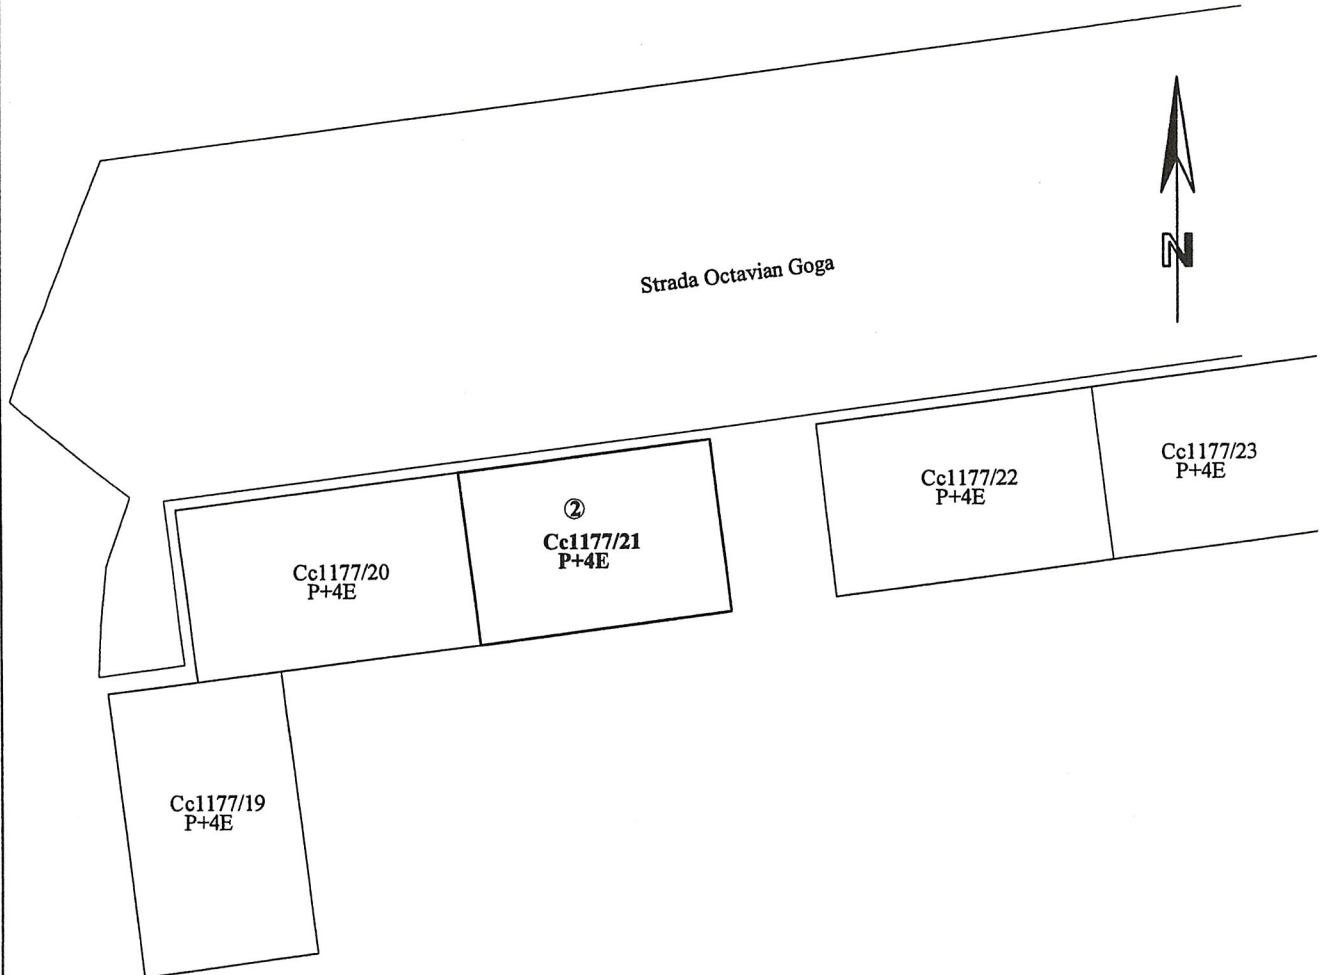 N
Strada Octavian Goga
Cc1177/23
P+4E
Cc1177/22
P+4E
②
Cc1177/21
P+4E
Cc1177/20
P+4E
Cc1177/19
P+4E